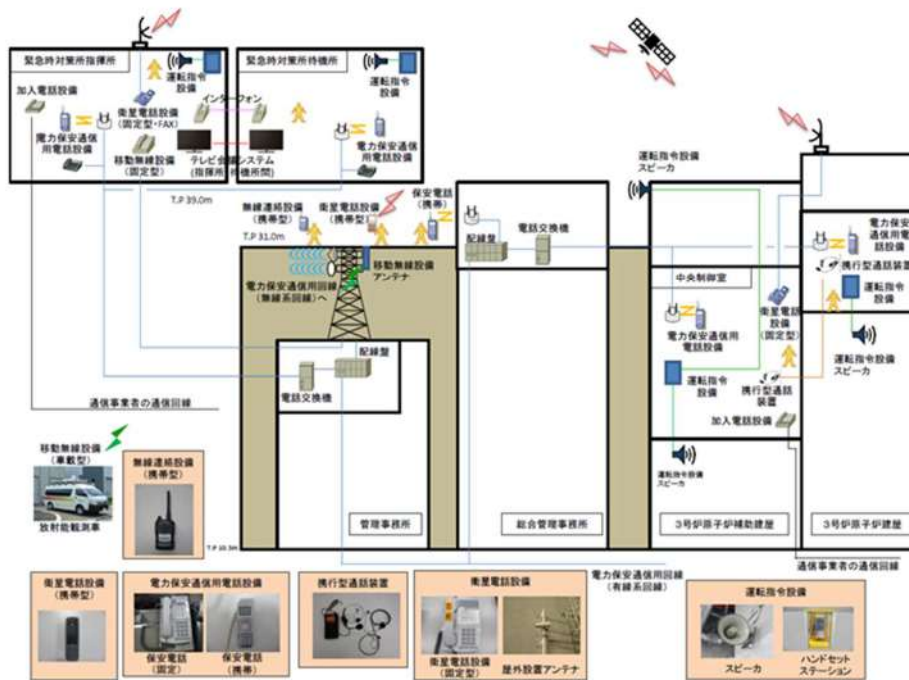 緊急時対策所指揮所
加入電話設備
衛星電話設備
(固定型・FAX)
運転指令
設備
電力保安通信
用電話設備
移動無線設備
(固定型)
インターフォン
テレビ会議システム
(指揮所・待機所間)
緊急時対策所待機所
運転指令
設備
電力保安通信
用電話設備
T.P 39.0m
T.P 31.0m
無線連絡設備
(携帯型)
衛星電話設備
(携帯型)
保安電話
(携帯)
移動無線設備
アンテナ
電力保安通信用回線
(無線系回線)へ
配線盤
電話交換機
配線盤
電話交換機
運転指令設備
スピーカ
中央制御室
電力保安通信用
電話設備
衛星電話設備
(固定型)
運転指令
設備
携行型通話
装置
加入電話設備
運転指令設備
スピーカ
電力保安
通信用電
話設備
携行型通話装置
運転指令
設備
運転指令設備
スピーカ
通信事業者の通信回線
移動無線設備
(車載型)
放射能観測車
無線連絡設備
(携帯型)
管理事務所
総合管理事務所
3号炉原子炉補助建屋
3号炉原子炉建屋
T.P 10.3m
電力保安通信用回線
(有線系回線)
通信事業者の通信回線
衛星電話設備
(携帯型)
電力保安通信用電話設備
保安電話
(固定)
保安電話
(携帯)
携行型通話装置
衛星電話設備
衛星電話設備
(固定型)
屋外設置アンテナ
運転指令設備
スピーカ
ハンドセット
ステーション